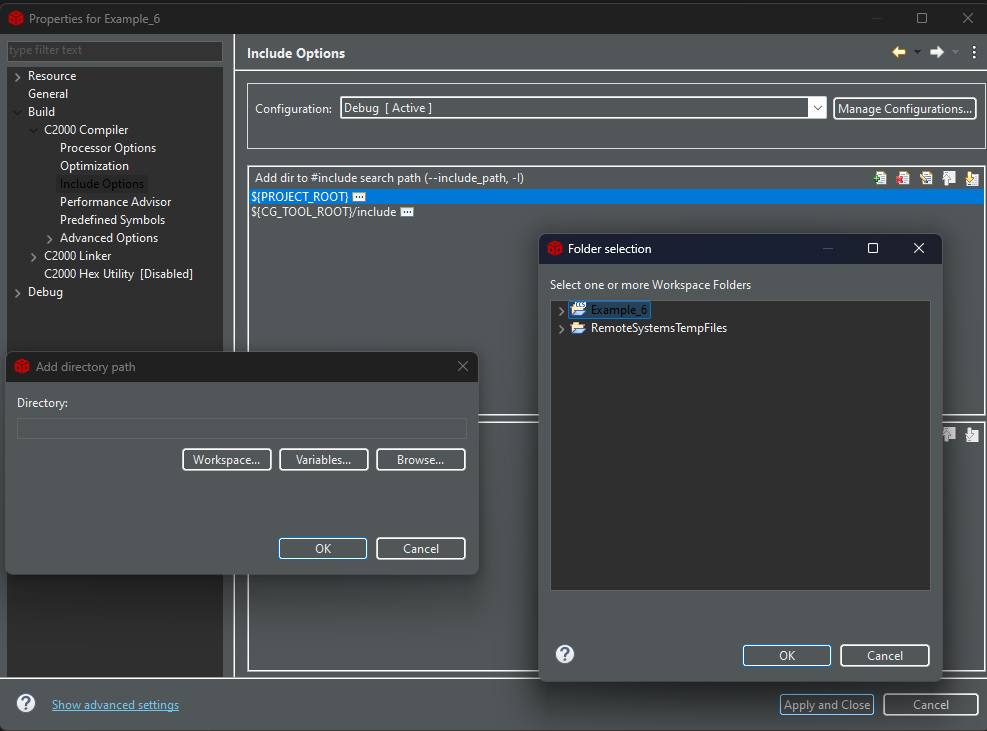 Properties for Example_6
type filter text
Resource
General
Build
C2000 Compiler
Processor Options
Optimization
Include Options
Performance Advisor
Predefined Symbols
Advanced Options
C2000 Linker
C2000 Hex Utility [Disabled]
Debug
Include Options
Configuration: Debug [ Active ]
Manage Configurations...
Add dir to #include search path (--include_path, -I)
${PROJECT_ROOT}
${CG_TOOL_ROOT}/include
Add directory path
Directory:
Workspace... Variables... Browse...
OK Cancel
Folder selection
Select one or more Workspace Folders
Example_6
RemoteSystemsTempFiles
? OK Cancel
? Show advanced settings
Apply and Close Cancel